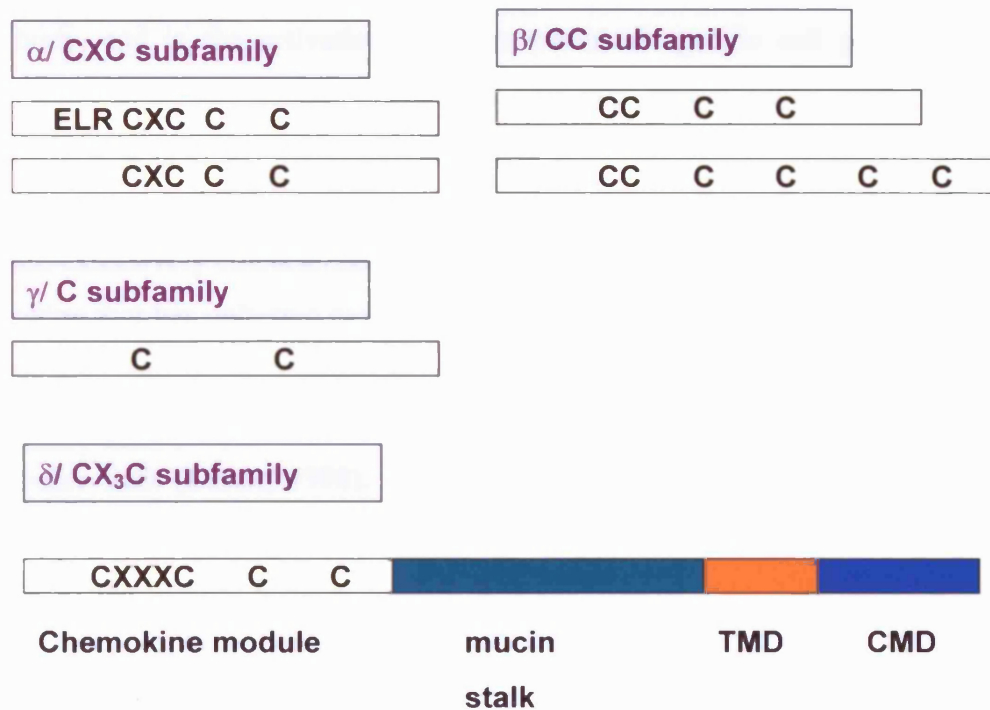 α/ CXC subfamily
ELR CXC C C
CXC C C
β/ CC subfamily
CC C C
CC C C C C
γ/ C subfamily
C C
δ/ CX₃C subfamily
CXXXC C C
Chemokine module mucin TMD CMD
stalk